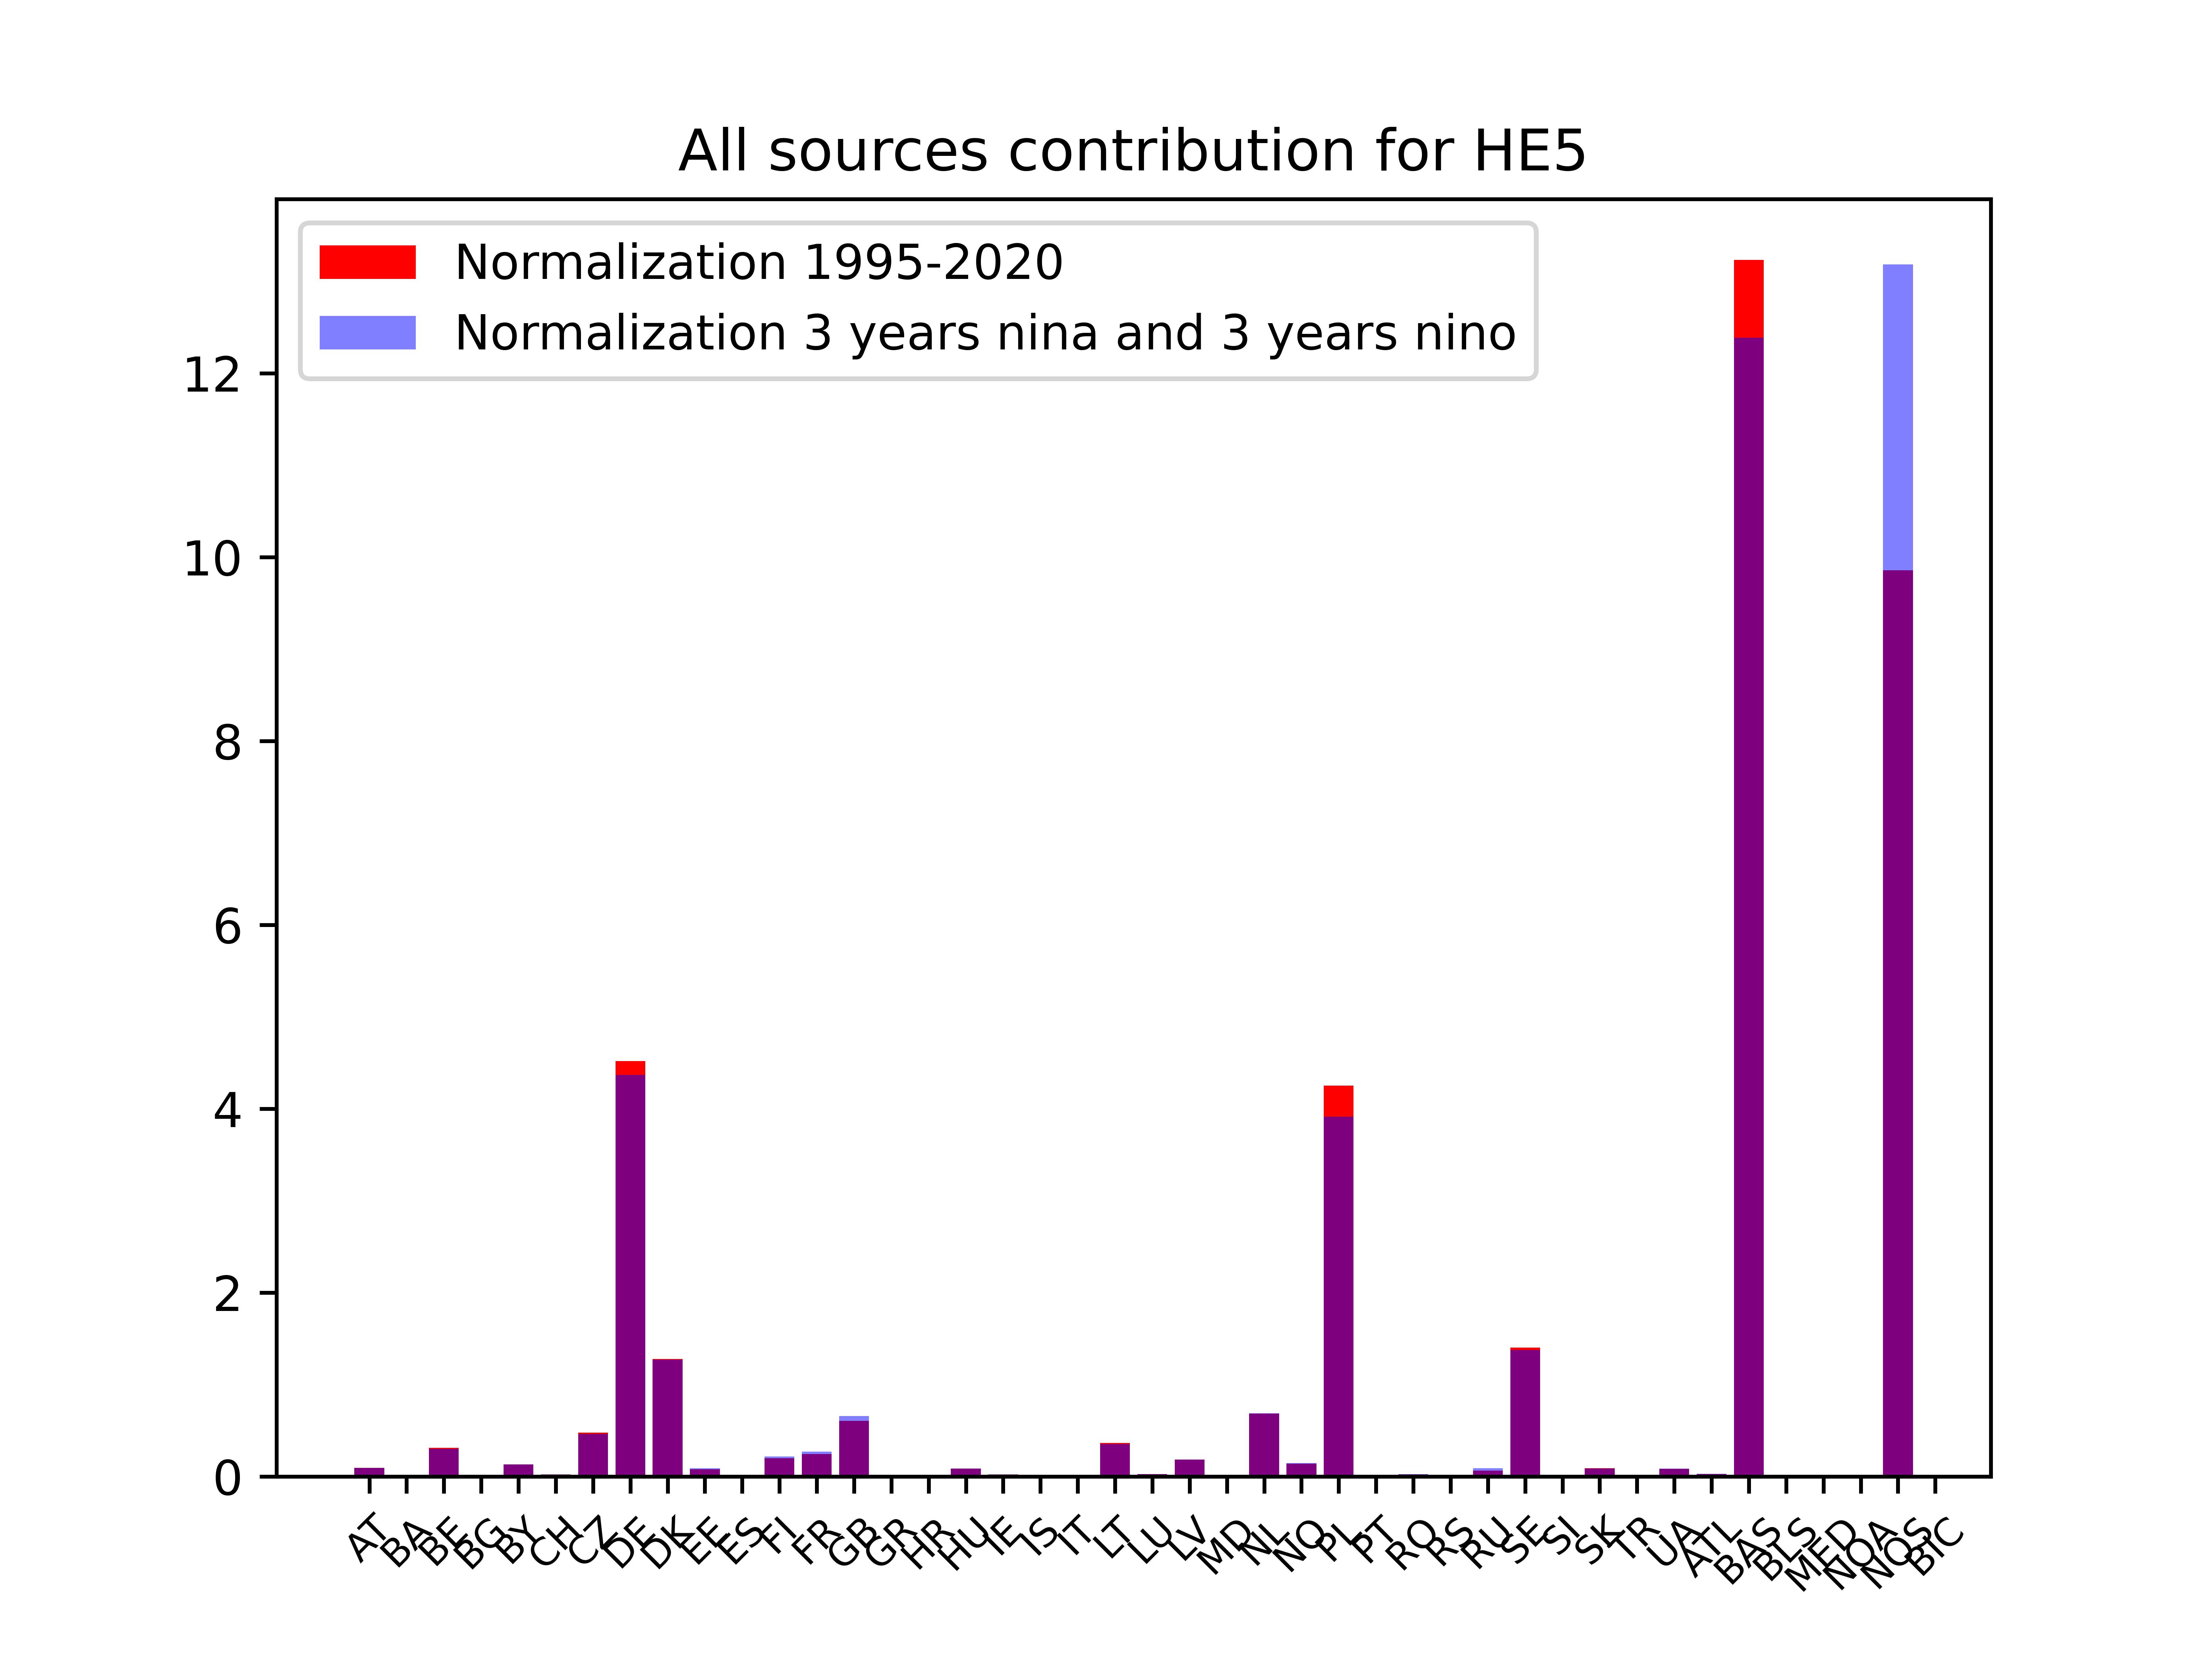 All sources contribution for HE5
Normalization 1995-2020
Normalization 3 years nina and 3 years nino
12
10
8
6
4
2
0
AT BA BE BG BY CH CZ DE DK EE ES FI FR GB GR HR HU IE IS IT LT LU LV MD NL NO PL PT RO RS RU SE SI SK TR UA ATL BAS BLS MED NOA NOS BIC